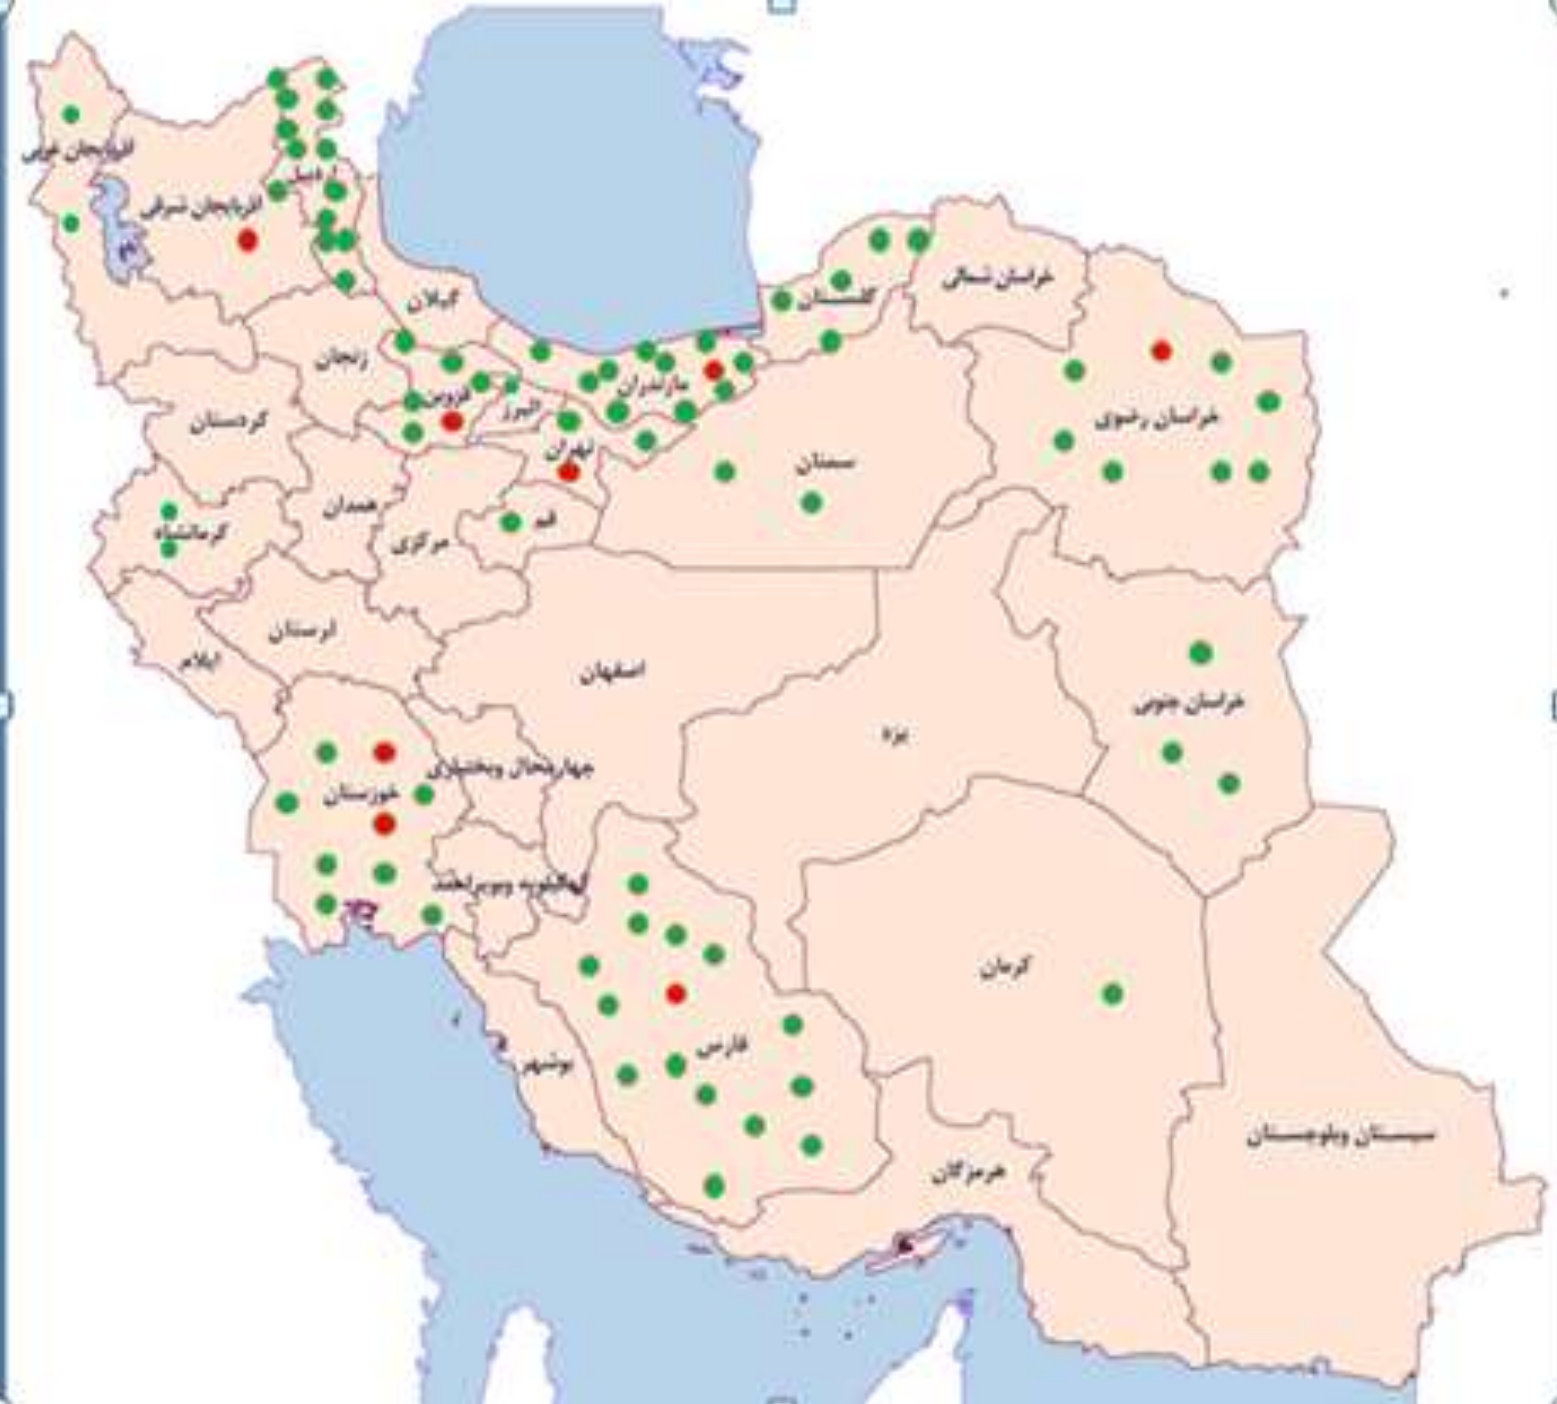 آذربایجان غربی
اردبیل
آذربایجان شرقی
خراسان شمالی
گیلان
گلستان
زنجان
مازندران
قزوین
البرز
خراسان رضوی
کردستان
تهران
سمنان
همدان
قم
کرمانشاه
مرکزی
لرستان
ایلام
اصفهان
خراسان جنوبی
یزد
چهارمحال وبختیاری
خوزستان
کهگیلویه وبویراحمد
کرمان
فارس
بوشهر
سیستان وبلوچستان
هرمزگان